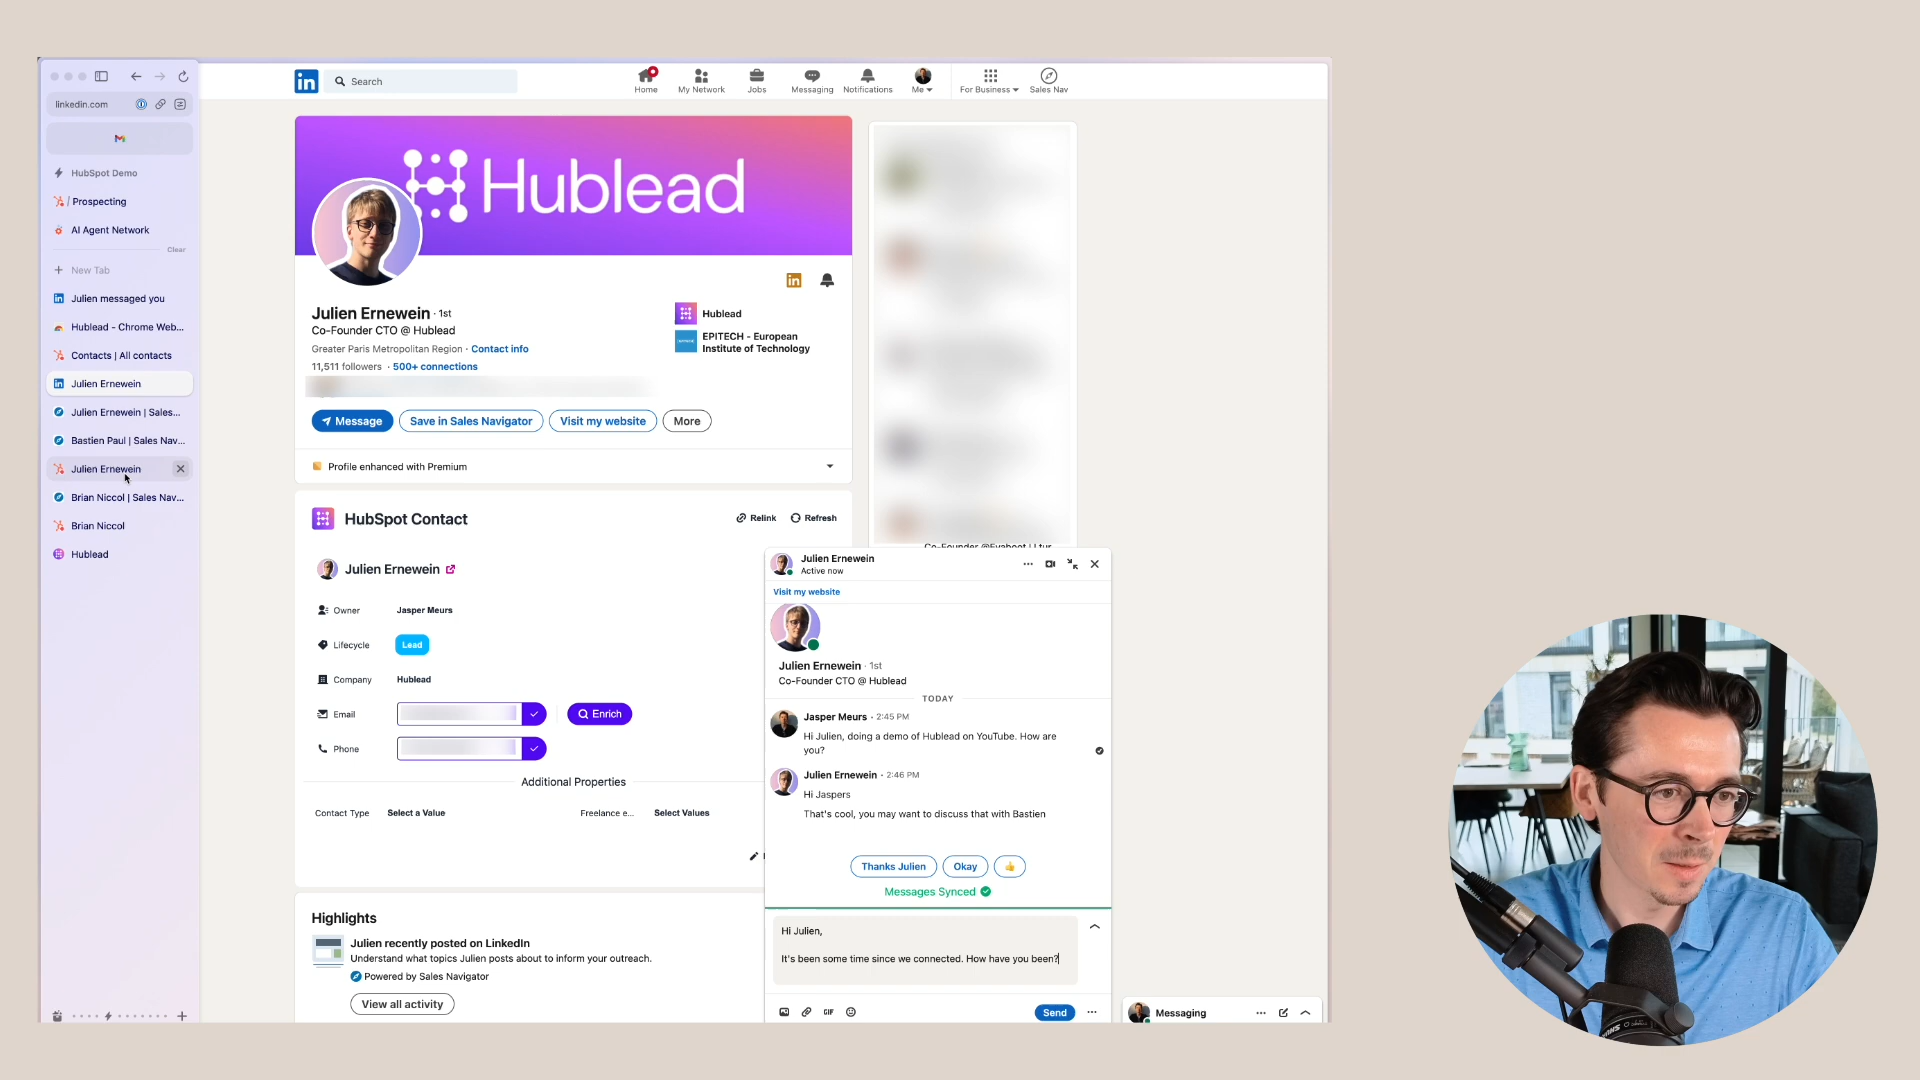 linkedin.com
HubSpot Demo
/ Prospecting
AI Agent Network
Clear
New Tab
Julien messaged you
Hublead - Chrome Web...
Contacts | All contacts
Julien Ernewein
Julien Ernewein | Sales...
Bastien Paul | Sales Nav...
Julien Ernewein
Brian Niccol | Sales Nav...
Brian Niccol
Hublead
in
Search
Home
My Network
Jobs
Messaging
Notifications
Me
For Business
Sales Nav
Hublead
Julien Ernewein · 1st
Co-Founder CTO @ Hublead
Greater Paris Metropolitan Region · Contact info
11,511 followers · 500+ connections
Hublead
EPITECH - European
Institute of Technology
Message
Save in Sales Navigator
Visit my website
More
Profile enhanced with Premium
HubSpot Contact
Relink
Refresh
Julien Ernewein
Owner
Jasper Meurs
Lifecycle
Lead
Company
Hublead
Email
Enrich
Phone
Additional Properties
Contact Type
Select a Value
Freelance e...
Select Values
Highlights
Julien recently posted on LinkedIn
Understand what topics Julien posts about to inform your outreach.
Powered by Sales Navigator
View all activity
Julien Ernewein
Active now
Visit my website
Julien Ernewein · 1st
Co-Founder CTO @ Hublead
TODAY
Jasper Meurs · 2:45 PM
Hi Julien, doing a demo of Hublead on YouTube. How are
you?
Julien Ernewein · 2:46 PM
Hi Jaspers
That's cool, you may want to discuss that with Bastien
Thanks Julien
Okay
Messages Synced
Hi Julien,
It's been some time since we connected. How have you been?
GIF
Send
Messaging